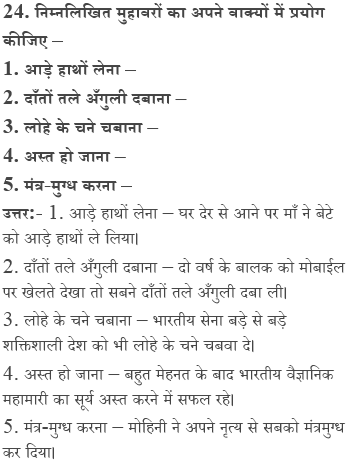 24. निम्नलिखित मुहावरों का अपने वाक्यों में प्रयोग
कीजिए –
1. आड़े हाथों लेना –
2. दाँतों तले अँगुली दबाना –
3. लोहे के चने चबाना –
4. अस्त हो जाना –
5. मंत्र-मुग्ध करना –
उत्तर:- 1. आड़े हाथों लेना – घर देर से आने पर माँ ने बेटे
को आड़े हाथों ले लिया।
2. दाँतों तले अँगुली दबाना – दो वर्ष के बालक को मोबाईल
पर खेलते देखा तो सबने दाँतों तले अँगुली दबा ली।
3. लोहे के चने चबाना – भारतीय सेना बड़े से बड़े
शक्तिशाली देश को भी लोहे के चने चबवा दे।
4. अस्त हो जाना – बहुत मेहनत के बाद भारतीय वैज्ञानिक
महामारी का सूर्य अस्त करने में सफल रहे।
5. मंत्र-मुग्ध करना – मोहिनी ने अपने नृत्य से सबको मंत्रमुग्ध
कर दिया।